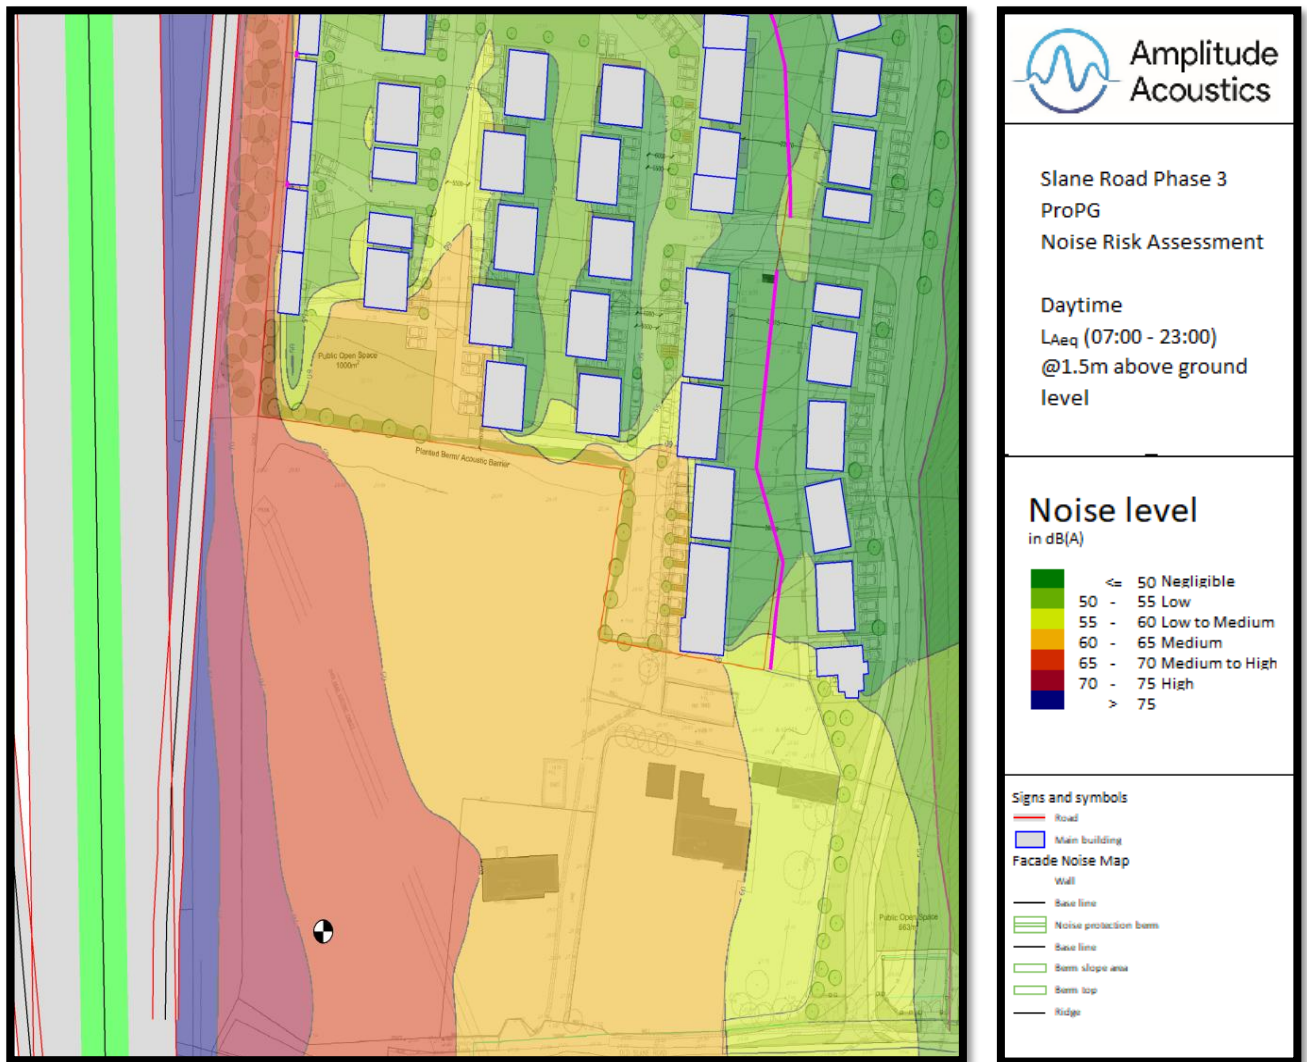 Public Open Space
1000m²
Planted Berm/ Acoustic Barrier
Public Open Space
Amplitude
Acoustics
Slane Road Phase 3
ProPG
Noise Risk Assessment
Daytime
LAeq (07:00 - 23:00)
@1.5m above ground
level
Noise level
in dB(A)
<= 50 Negligible
50 - 55 Low
55 - 60 Low to Medium
60 - 65 Medium
65 - 70 Medium to High
70 - 75 High
> 75
Signs and symbols
Road
Main building
Facade Noise Map
Wall
Base line
Noise protection berm
Base line
Berm slope area
Berm top
Ridge